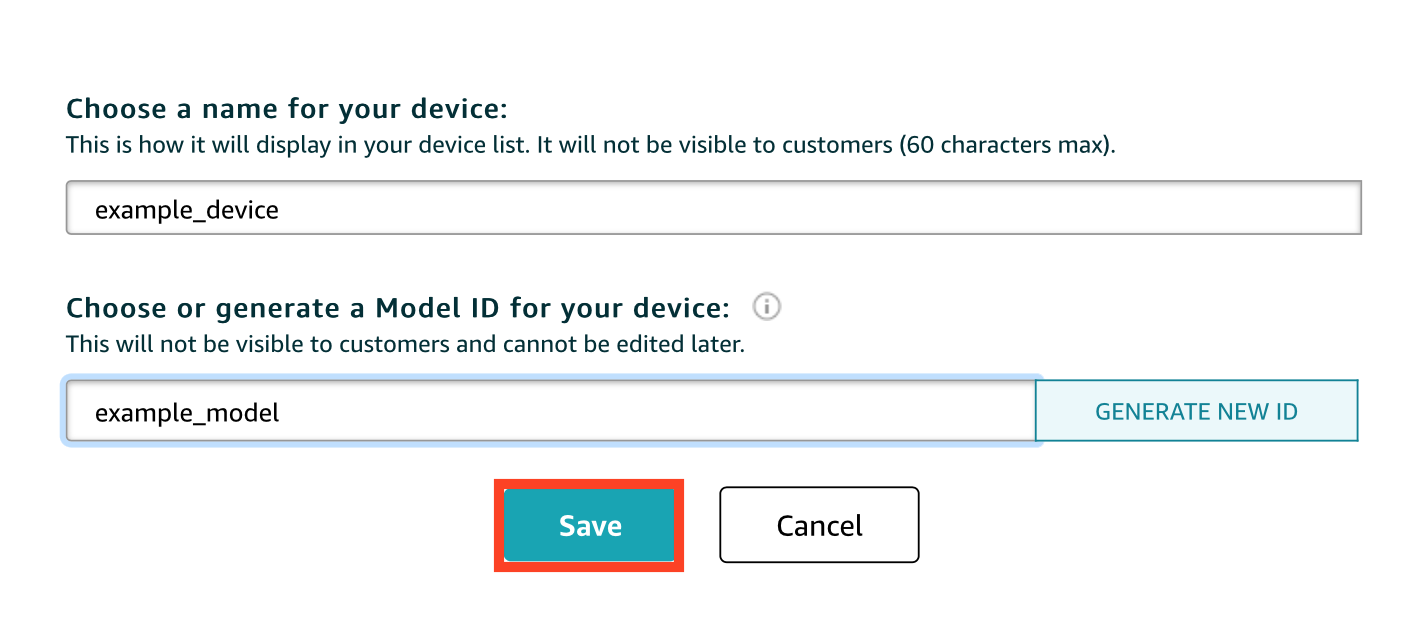 Choose a name for your device:
This is how it will display in your device list. It will not be visible to customers (60 characters max).
example_device
Choose or generate a Model ID for your device:
This will not be visible to customers and cannot be edited later.
example_model
GENERATE NEW ID
Save
Cancel